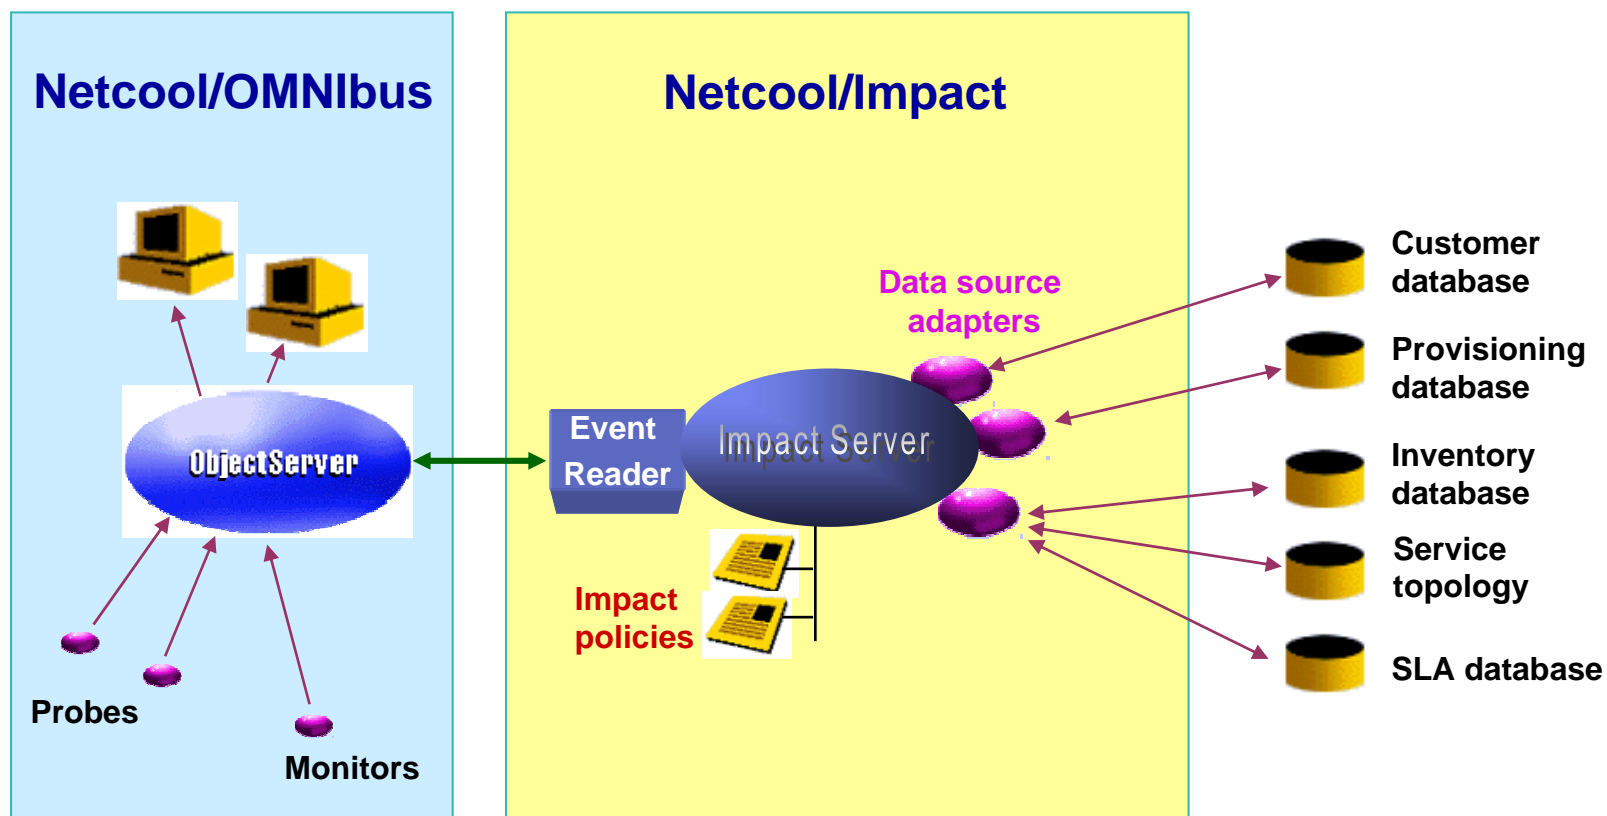 Netcool/OMNIbus
ObjectServer
Probes
Monitors
Netcool/Impact
Data source
adapters
Event
Reader
Impact Server
Impact
policies
Customer
database
Provisioning
database
Inventory
database
Service
topology
SLA database